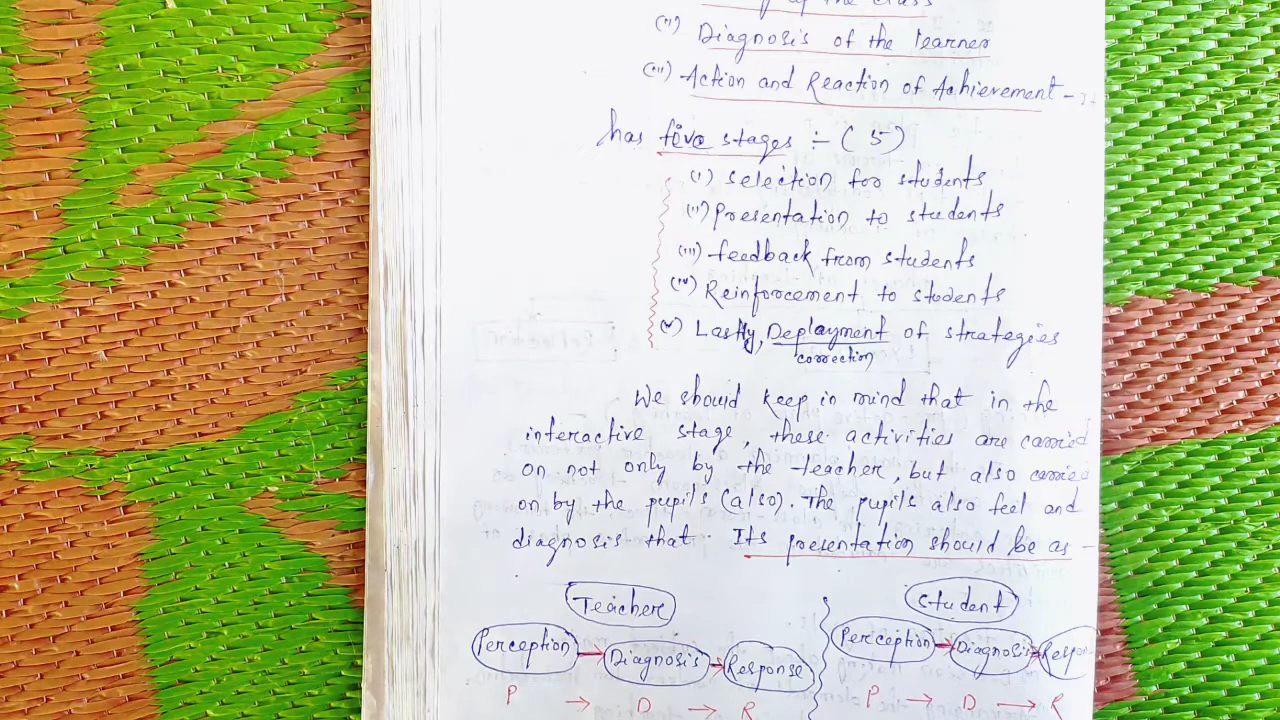 of the class
(ii) Diagnosis of the learner
(iii) Action and Reaction of Achievement -
has five stages :- (5)
(i) selection for students
(ii) Presentation to students
(iii) feedback from students
(iv) Reinforcement to students
(v) Lastly, Deplayment of strategies
correction
We should keep in mind that in the
interactive stage, these activities are carried
on not only by the teacher, but also carried
on by the pupils (also). The pupils also feel and
diagnosis that. Its presentation should be as -
Teacher
Student
Perception → Diagnosis → Response
Perception → Diagnosis → Respon
P → D → R
P → D → R